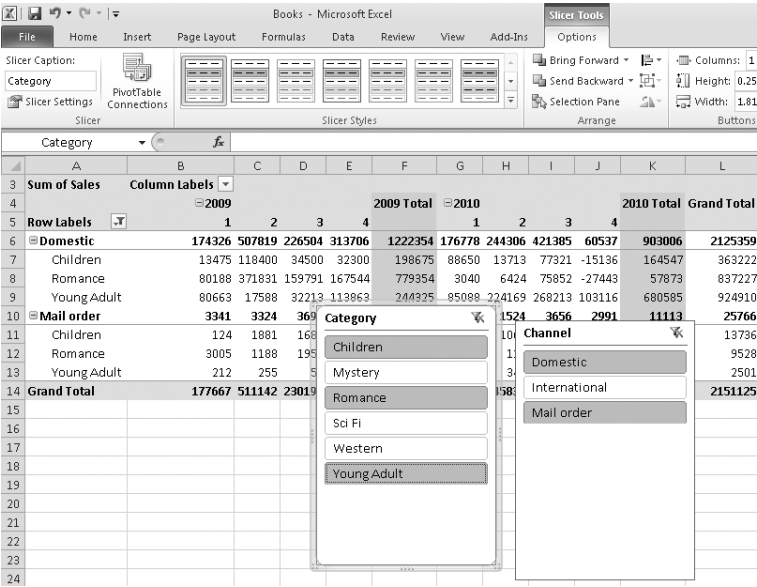 Books - Microsoft Excel Slicer Tools
File Home Insert Page Layout Formulas Data Review View Add-Ins Options
Slicer Caption: Bring Forward Columns: 1
Category PivotTable Send Backward Height: 0.25
Slicer Settings Connections Selection Pane Width: 1.81
Slicer Slicer Styles Arrange Buttons
Category fx
A B C D E F G H I J K L
3 Sum of Sales Column Labels
4 2009 2009 Total 2010 2010 Total Grand Total
5 Row Labels 1 2 3 4 1 2 3 4
6 Domestic 174326 507819 226504 313706 1222354 176778 244306 421385 60537 903006 2125359
7 Children 13475 118400 34500 32300 198675 88650 13713 77321 -15136 164547 363222
8 Romance 80188 371831 159791 167544 779354 3040 6424 75852 -27443 57873 837227
9 Young Adult 80663 17588 32213 113863 244325 85088 224169 268213 103116 680585 924910
10 Mail order 3341 3324 369 1524 3656 2991 11113 25766
11 Children 124 1881 168 13736
12 Romance 3005 1188 195 9528
13 Young Adult 212 255 2501
14 Grand Total 177667 511142 23019 2151125
15
16
17
18
19
20
21
22
23
24
Category
Children
Mystery
Romance
Sci Fi
Western
Young Adult
Channel
Domestic
International
Mail order